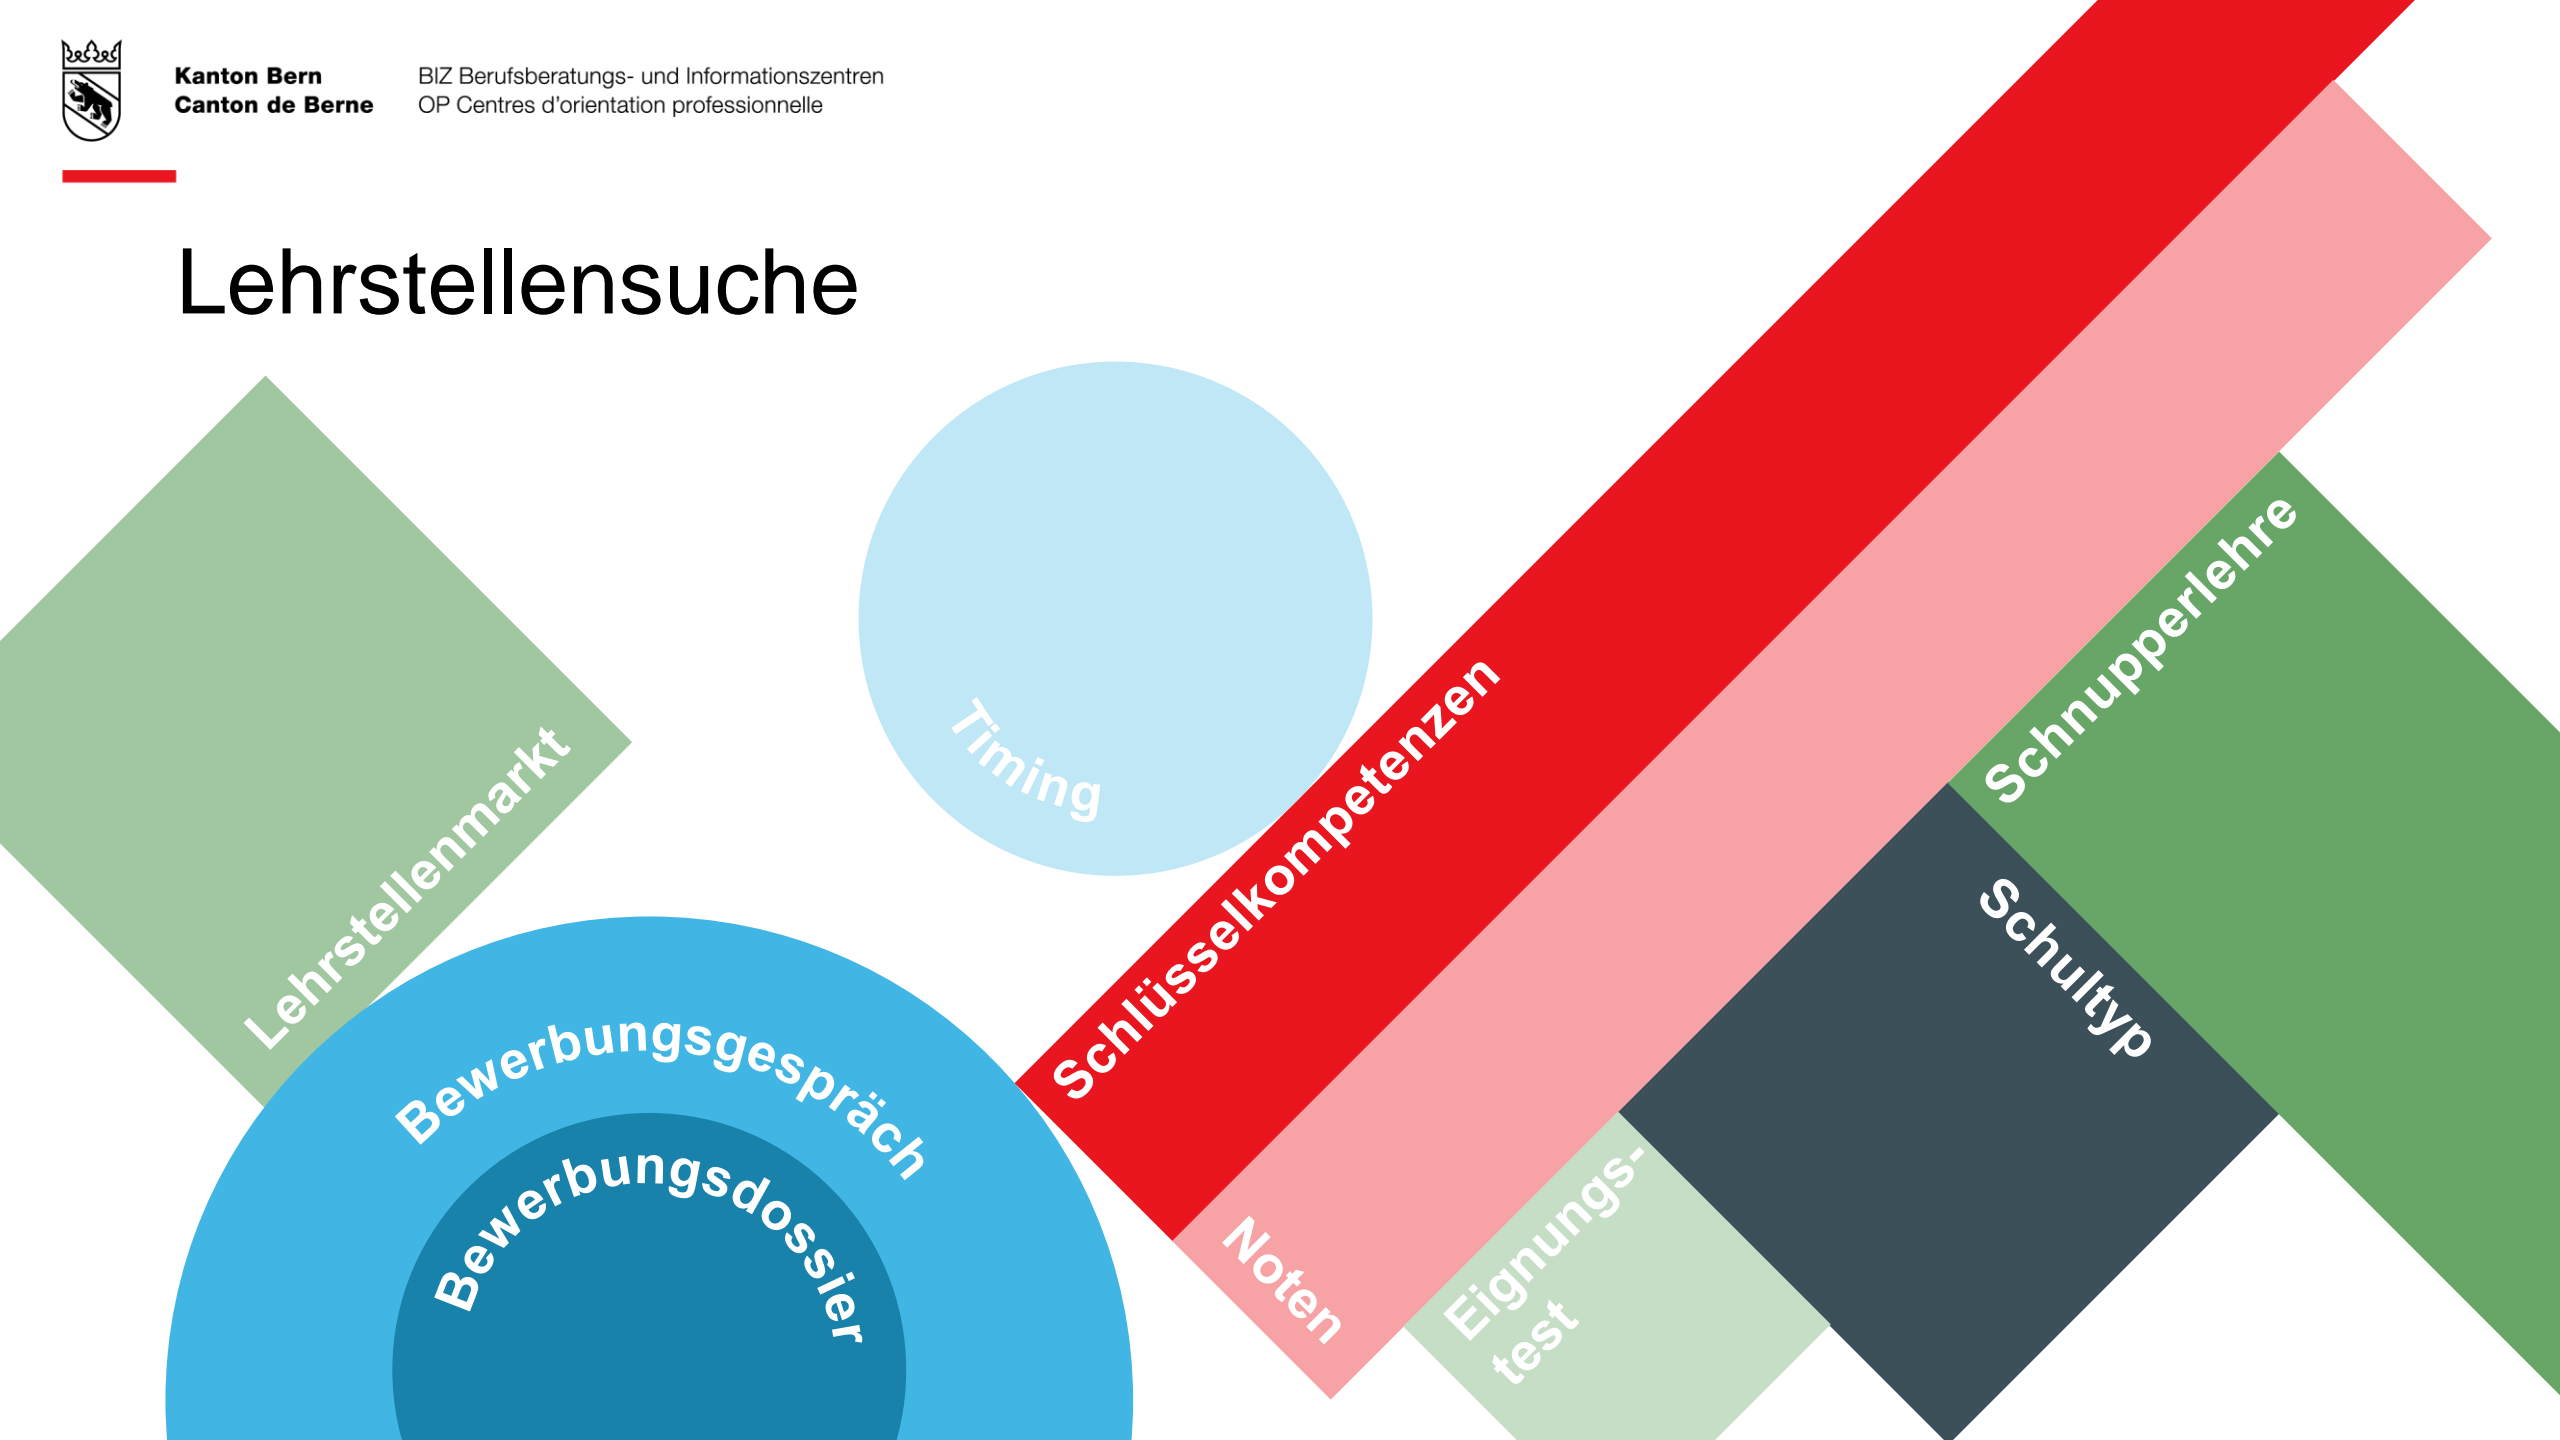 Kanton Bern
Canton de Berne
BIZ Berufsberatungs- und Informationszentren
OP Centres d'orientation professionnelle
Lehrstellensuche
Lehrstellenmarkt
Timing
Bewerbungsgespräch
Bewerbungsdossier
Schlüsselkompetenzen
Noten
Eignungs-
test
Schultyp
Schnupperlehre